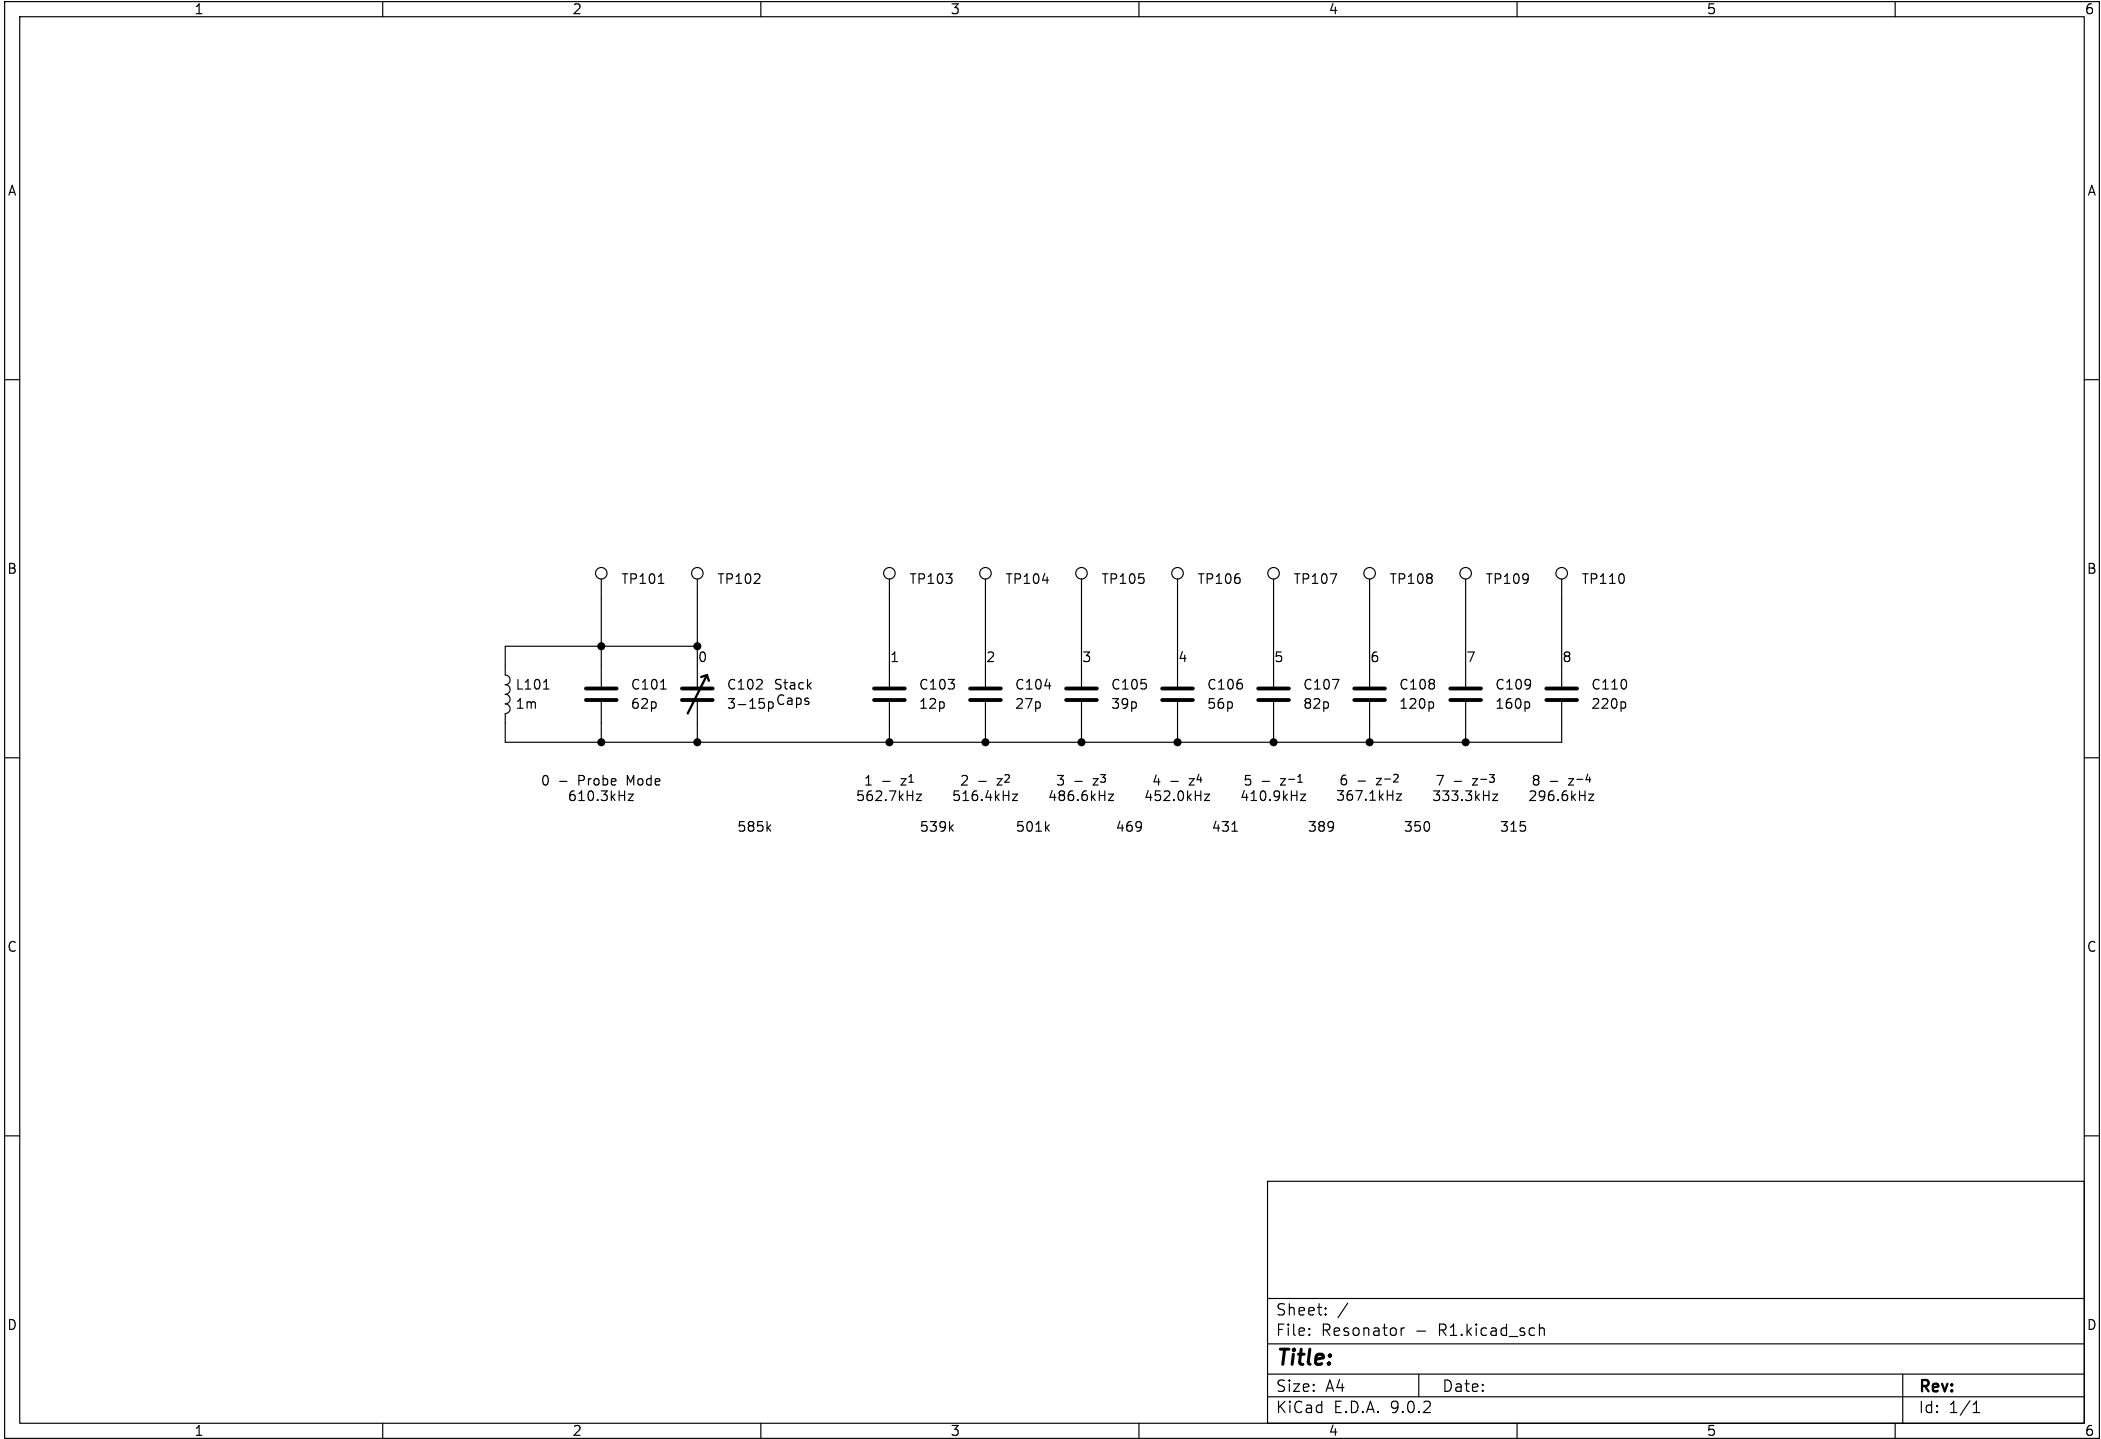 1 2 3 4 5 6
A A
B B
TP101 TP102 TP103 TP104 TP105 TP106 TP107 TP108 TP109 TP110
0 1 2 3 4 5 6 7 8
L101 C101 C102 Stack C103 C104 C105 C106 C107 C108 C109 C110
1m 62p 3–15p Caps 12p 27p 39p 56p 82p 120p 160p 220p
0 – Probe Mode 1 – z¹ 2 – z² 3 – z³ 4 – z⁴ 5 – z⁻¹ 6 – z⁻² 7 – z⁻³ 8 – z⁻⁴
610.3kHz 562.7kHz 516.4kHz 486.6kHz 452.0kHz 410.9kHz 367.1kHz 333.3kHz 296.6kHz
585k 539k 501k 469 431 389 350 315
C C
Sheet: /
D D
File: Resonator – R1.kicad_sch
Title:
Size: A4 Date: Rev:
KiCad E.D.A. 9.0.2 Id: 1/1
1 2 3 4 5 6